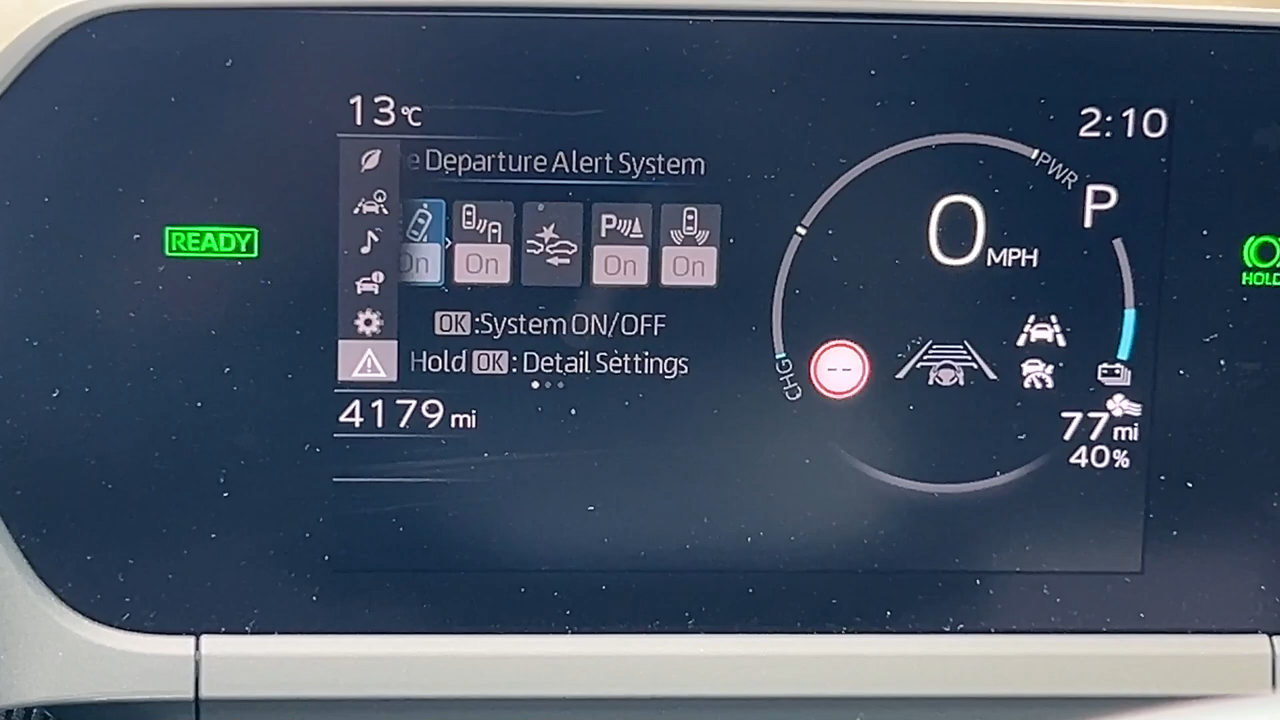 13°C
2:10
e Departure Alert System
PWR
P
READY
0 MPH
On On P On On
HOLD
OK :System ON/OFF
Hold OK : Detail Settings
--
CHG
4179 mi
77 mi
40%